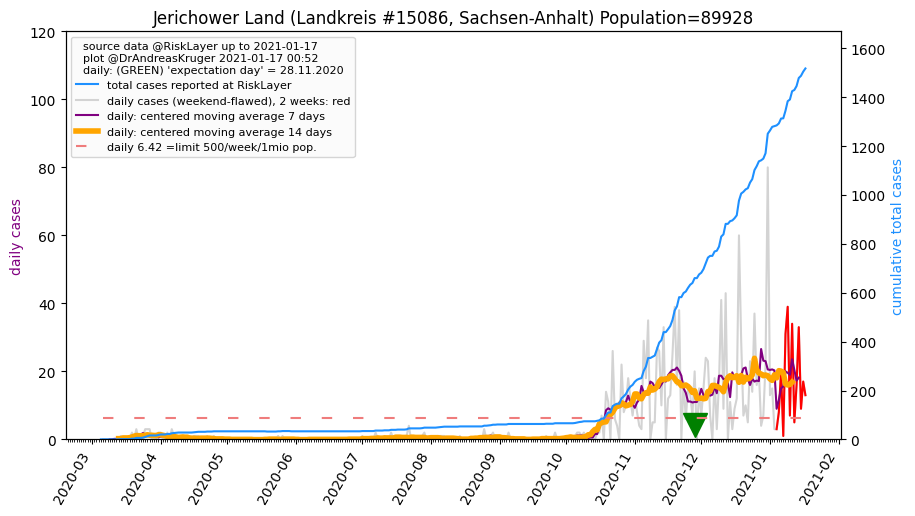 Jerichower Land (Landkreis #15086, Sachsen-Anhalt) Population=89928
source data @RiskLayer up to 2021-01-17
plot @DrAndreasKruger 2021-01-17 00:52
daily: (GREEN) 'expectation day' = 28.11.2020
total cases reported at RiskLayer
daily cases (weekend-flawed), 2 weeks: red
daily: centered moving average 7 days
daily: centered moving average 14 days
daily 6.42 =limit 500/week/1mio pop.
daily cases
120
100
80
60
40
20
0
cumulative total cases
1600
1400
1200
1000
800
600
400
200
0
2020-03
2020-04
2020-05
2020-06
2020-07
2020-08
2020-09
2020-10
2020-11
2020-12
2021-01
2021-02